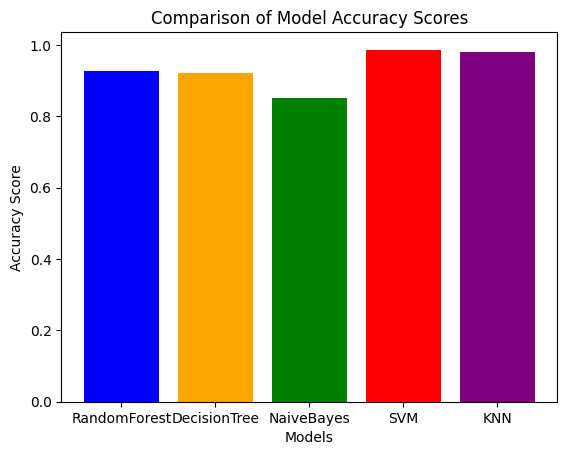 Comparison of Model Accuracy Scores
1.0
0.8
0.6
0.4
0.2
0.0
Accuracy Score
RandomForest DecisionTree NaiveBayes SVM KNN
Models